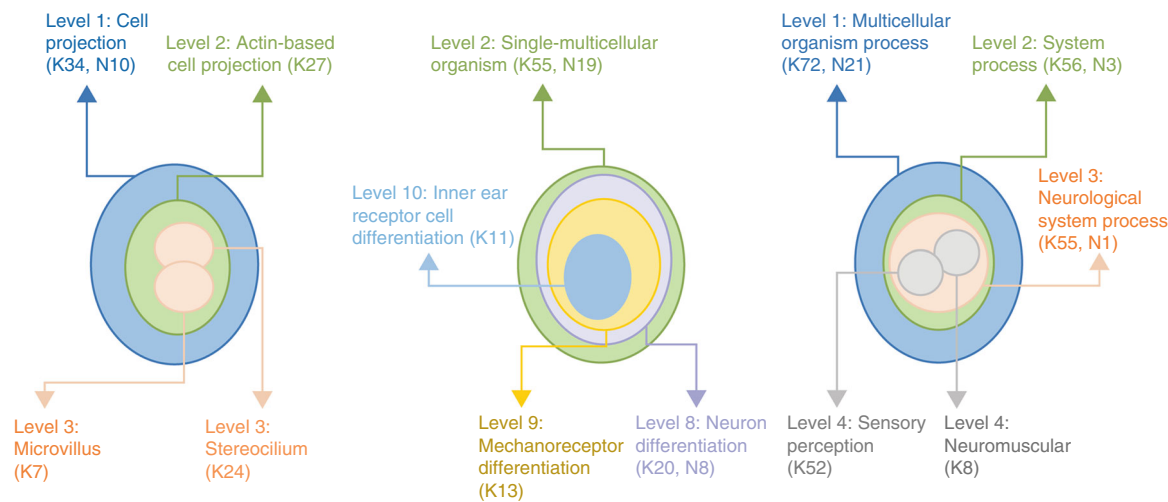 Level 1: Cell
projection
(K34, N10)
Level 2: Actin-based
cell projection (K27)
Level 3:
Microvillus
(K7)
Level 3:
Stereocilium
(K24)
Level 2: Single-multicellular
organism (K55, N19)
Level 10: Inner ear
receptor cell
differentiation (K11)
Level 9:
Mechanoreceptor
differentiation
(K13)
Level 8: Neuron
differentiation
(K20, N8)
Level 1: Multicellular
organism process
(K72, N21)
Level 2: System
process (K56, N3)
Level 3:
Neurological
system process
(K55, N1)
Level 4: Sensory
perception
(K52)
Level 4:
Neuromuscular
(K8)